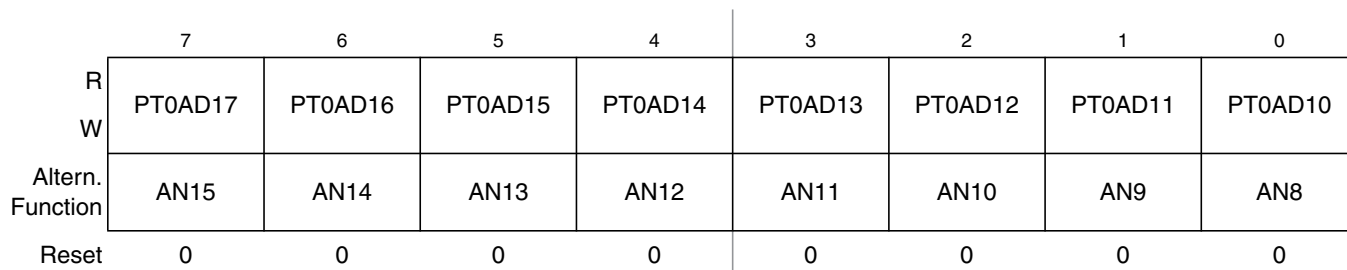 7 6 5 4 3 2 1 0
R
W
PT0AD17 PT0AD16 PT0AD15 PT0AD14 PT0AD13 PT0AD12 PT0AD11 PT0AD10
Altern.
Function
AN15 AN14 AN13 AN12 AN11 AN10 AN9 AN8
Reset 0 0 0 0 0 0 0 0